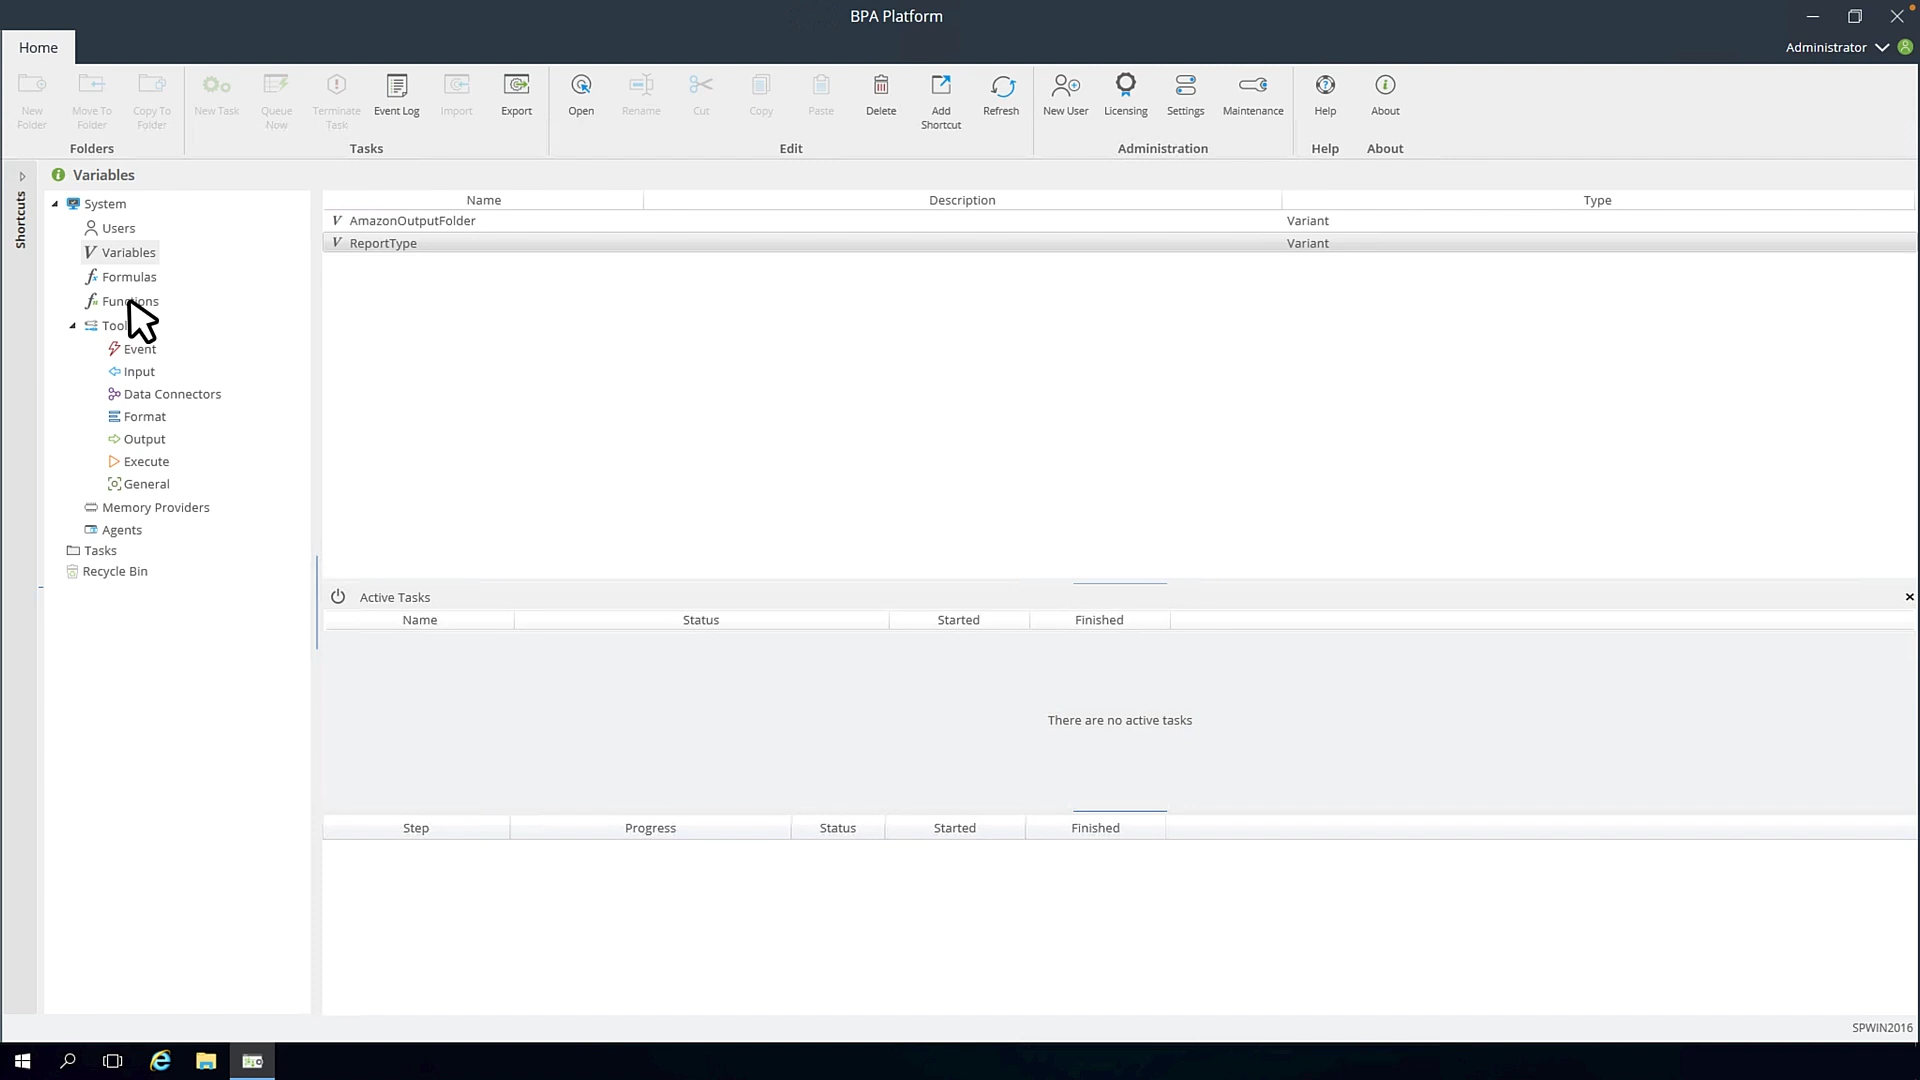 BPA Platform
Home
Administrator
New Folder
Move To Folder
Copy To Folder
New Task
Queue Now
Terminate Task
Event Log
Import
Export
Open
Rename
Cut
Copy
Paste
Delete
Add Shortcut
Refresh
New User
Licensing
Settings
Maintenance
Help
About
Folders
Tasks
Edit
Administration
Help
About
Shortcuts
Variables
System
Users
Variables
Formulas
Functions
Event
Input
Data Connectors
Format
Output
Execute
General
Memory Providers
Agents
Tasks
Recycle Bin
Name Description Type
AmazonOutputFolder Variant
ReportType Variant
Active Tasks
Name Status Started Finished
There are no active tasks
Step Progress Status Started Finished
SPWIN2016